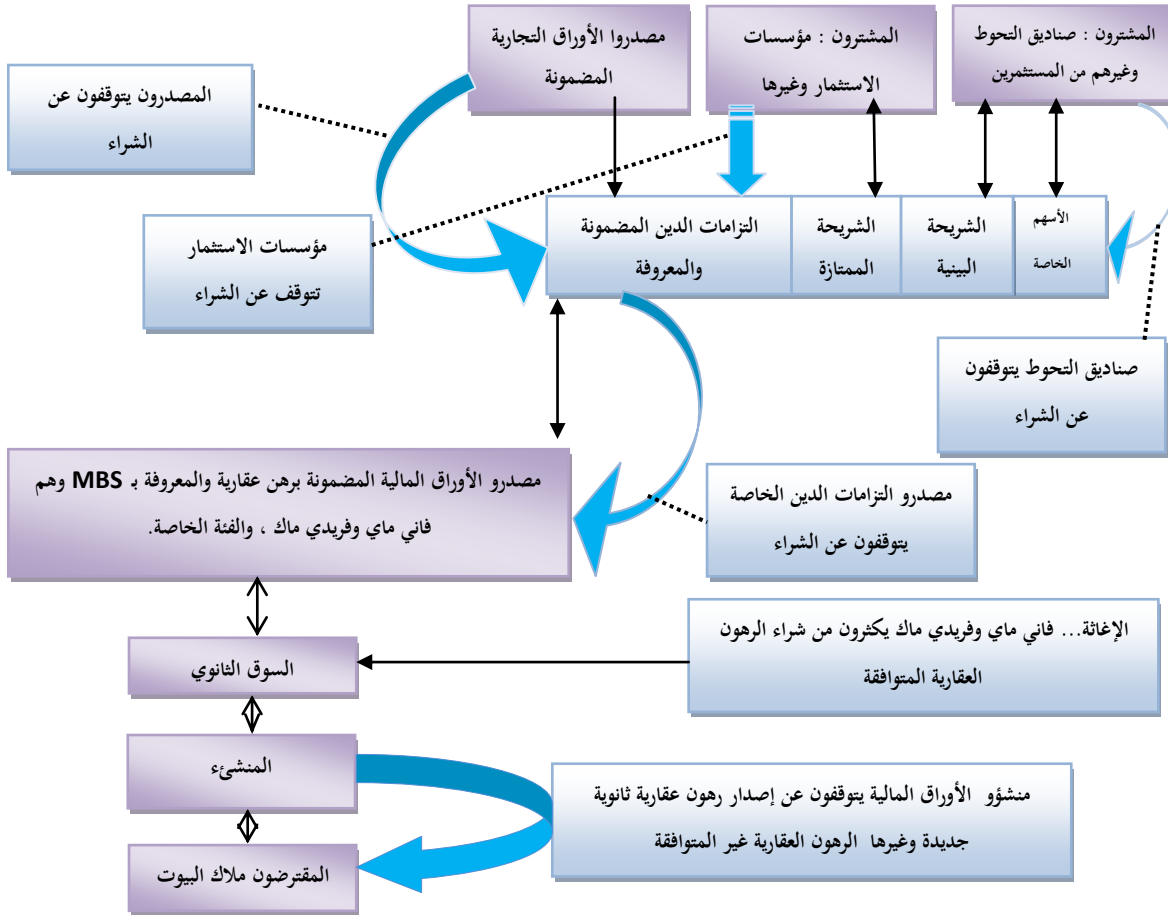 المشترون : صناديق التحوط
وغيرهم من المستثمرين
المشترون : مؤسسات
الاستثمار وغيرها
مصدروا الأوراق التجارية
المضمونة
المصدرون يتوقفون عن
الشراء
الأسهم
الخاصة
الشريحة
البينية
الشريحة
الممتازة
التزامات الدين المضمونة
والمعروفة
مؤسسات الاستثمار
تتوقف عن الشراء
صناديق التحوط يتوقفون
عن الشراء
مصدرو الأوراق المالية المضمونة برهن عقارية والمعروفة بـ MBS وهم
فاني ماي وفريدي ماك ، والفئة الخاصة.
مصدرو التزامات الدين الخاصة
يتوقفون عن الشراء
الإغاثة... فاني ماي وفريدي ماك يكثرون من شراء الرهون
العقارية المتوافقة
السوق الثانوي
المنشئء
منشؤو الأوراق المالية يتوقفون عن إصدار رهون عقارية ثانوية
جديدة وغيرها الرهون العقارية غير المتوافقة
المقترضون ملاك البيوت